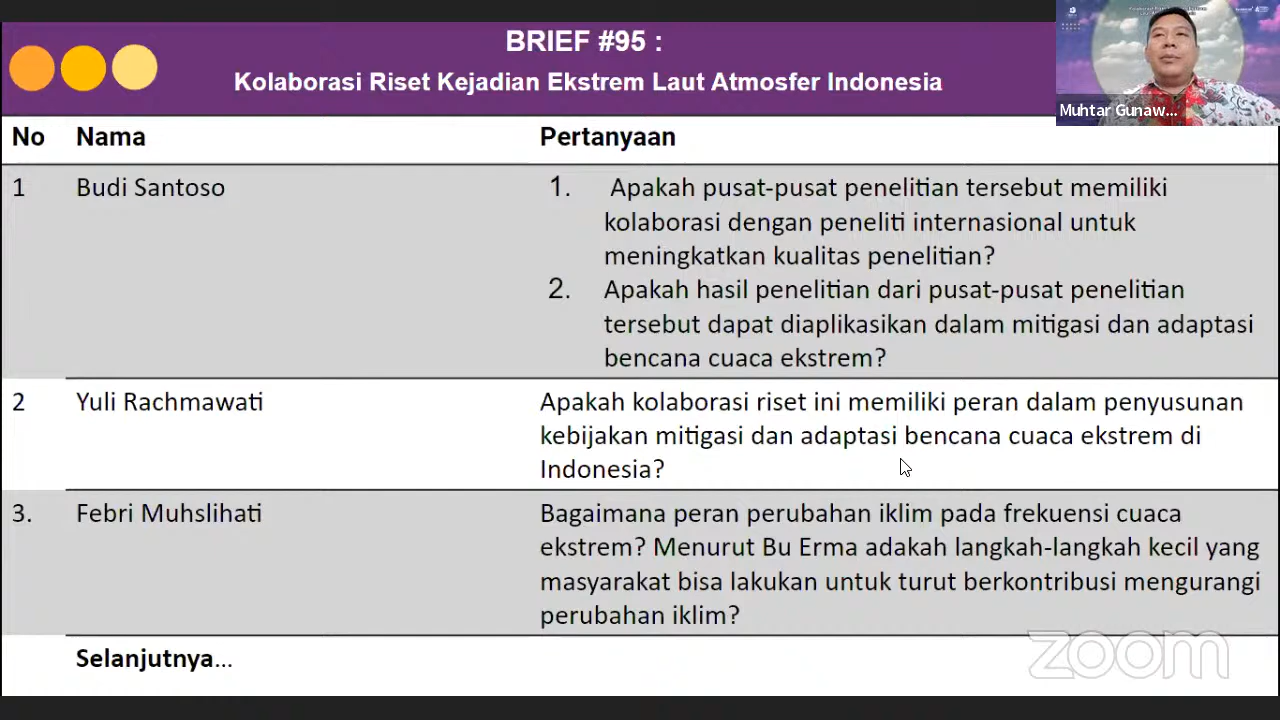 BRIEF #95 :
Kolaborasi Riset Kejadian Ekstrem Laut Atmosfer Indonesia
Muhtar Gunaw...
No Nama Pertanyaan
1 Budi Santoso 1. Apakah pusat-pusat penelitian tersebut memiliki
kolaborasi dengan peneliti internasional untuk
meningkatkan kualitas penelitian?
2. Apakah hasil penelitian dari pusat-pusat penelitian
tersebut dapat diaplikasikan dalam mitigasi dan adaptasi
bencana cuaca ekstrem?
2 Yuli Rachmawati Apakah kolaborasi riset ini memiliki peran dalam penyusunan
kebijakan mitigasi dan adaptasi bencana cuaca ekstrem di
Indonesia?
3. Febri Muhslihati Bagaimana peran perubahan iklim pada frekuensi cuaca
ekstrem? Menurut Bu Erma adakah langkah-langkah kecil yang
masyarakat bisa lakukan untuk turut berkontribusi mengurangi
perubahan iklim?
Selanjutnya...
zoom